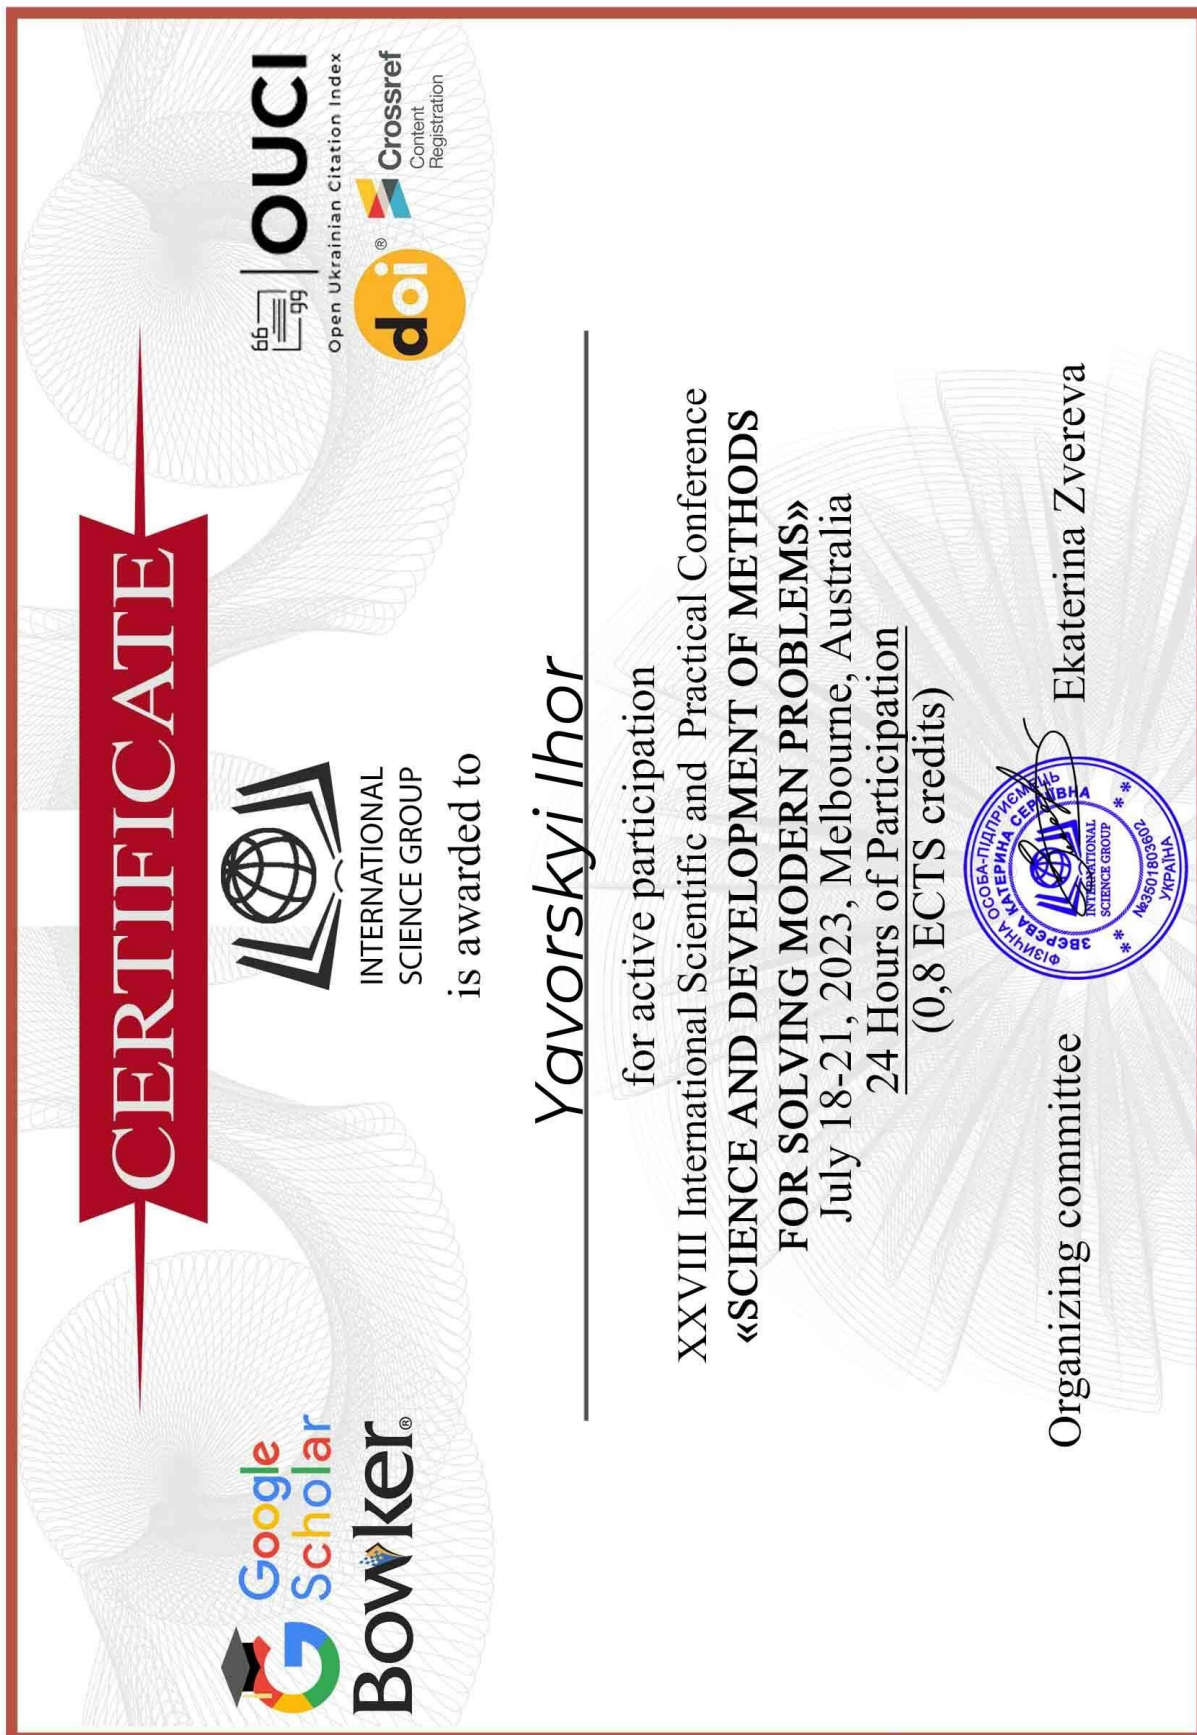 CERTIFICATE
Google
Scholar
Bowker®
INTERNATIONAL
SCIENCE GROUP
OUCI
Open Ukrainian Citation Index
doi®
Crossref
Content
Registration
is awarded to
Yavorskyi Ihor
for active participation
XXVIII International Scientific and Practical Conference
«SCIENCE AND DEVELOPMENT OF METHODS
FOR SOLVING MODERN PROBLEMS»
July 18-21, 2023, Melbourne, Australia
24 Hours of Participation
(0,8 ECTS credits)
Organizing committee
ФІЗИЧНА ОСОБА-ПІДПРИЄМЕЦЬ
ЗВЄРЄВА КАТЕРИНА СЕРГІЇВНА
INTERNATIONAL
SCIENCE GROUP
№3501803602
УКРАЇНА
Ekaterina Zvereva